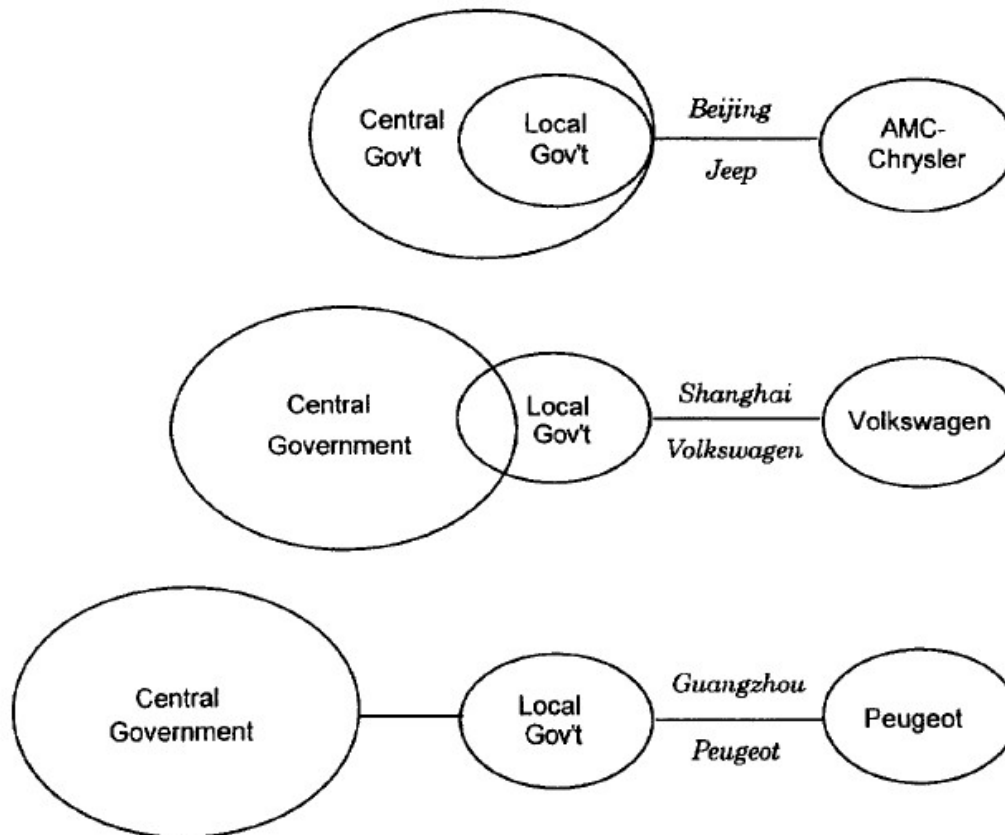 Central
Gov't
Local
Gov't
Beijing
Jeep
AMC-
Chrysler
Central
Government
Local
Gov't
Shanghai
Volkswagen
Volkswagen
Central
Government
Local
Gov't
Guangzhou
Peugeot
Peugeot